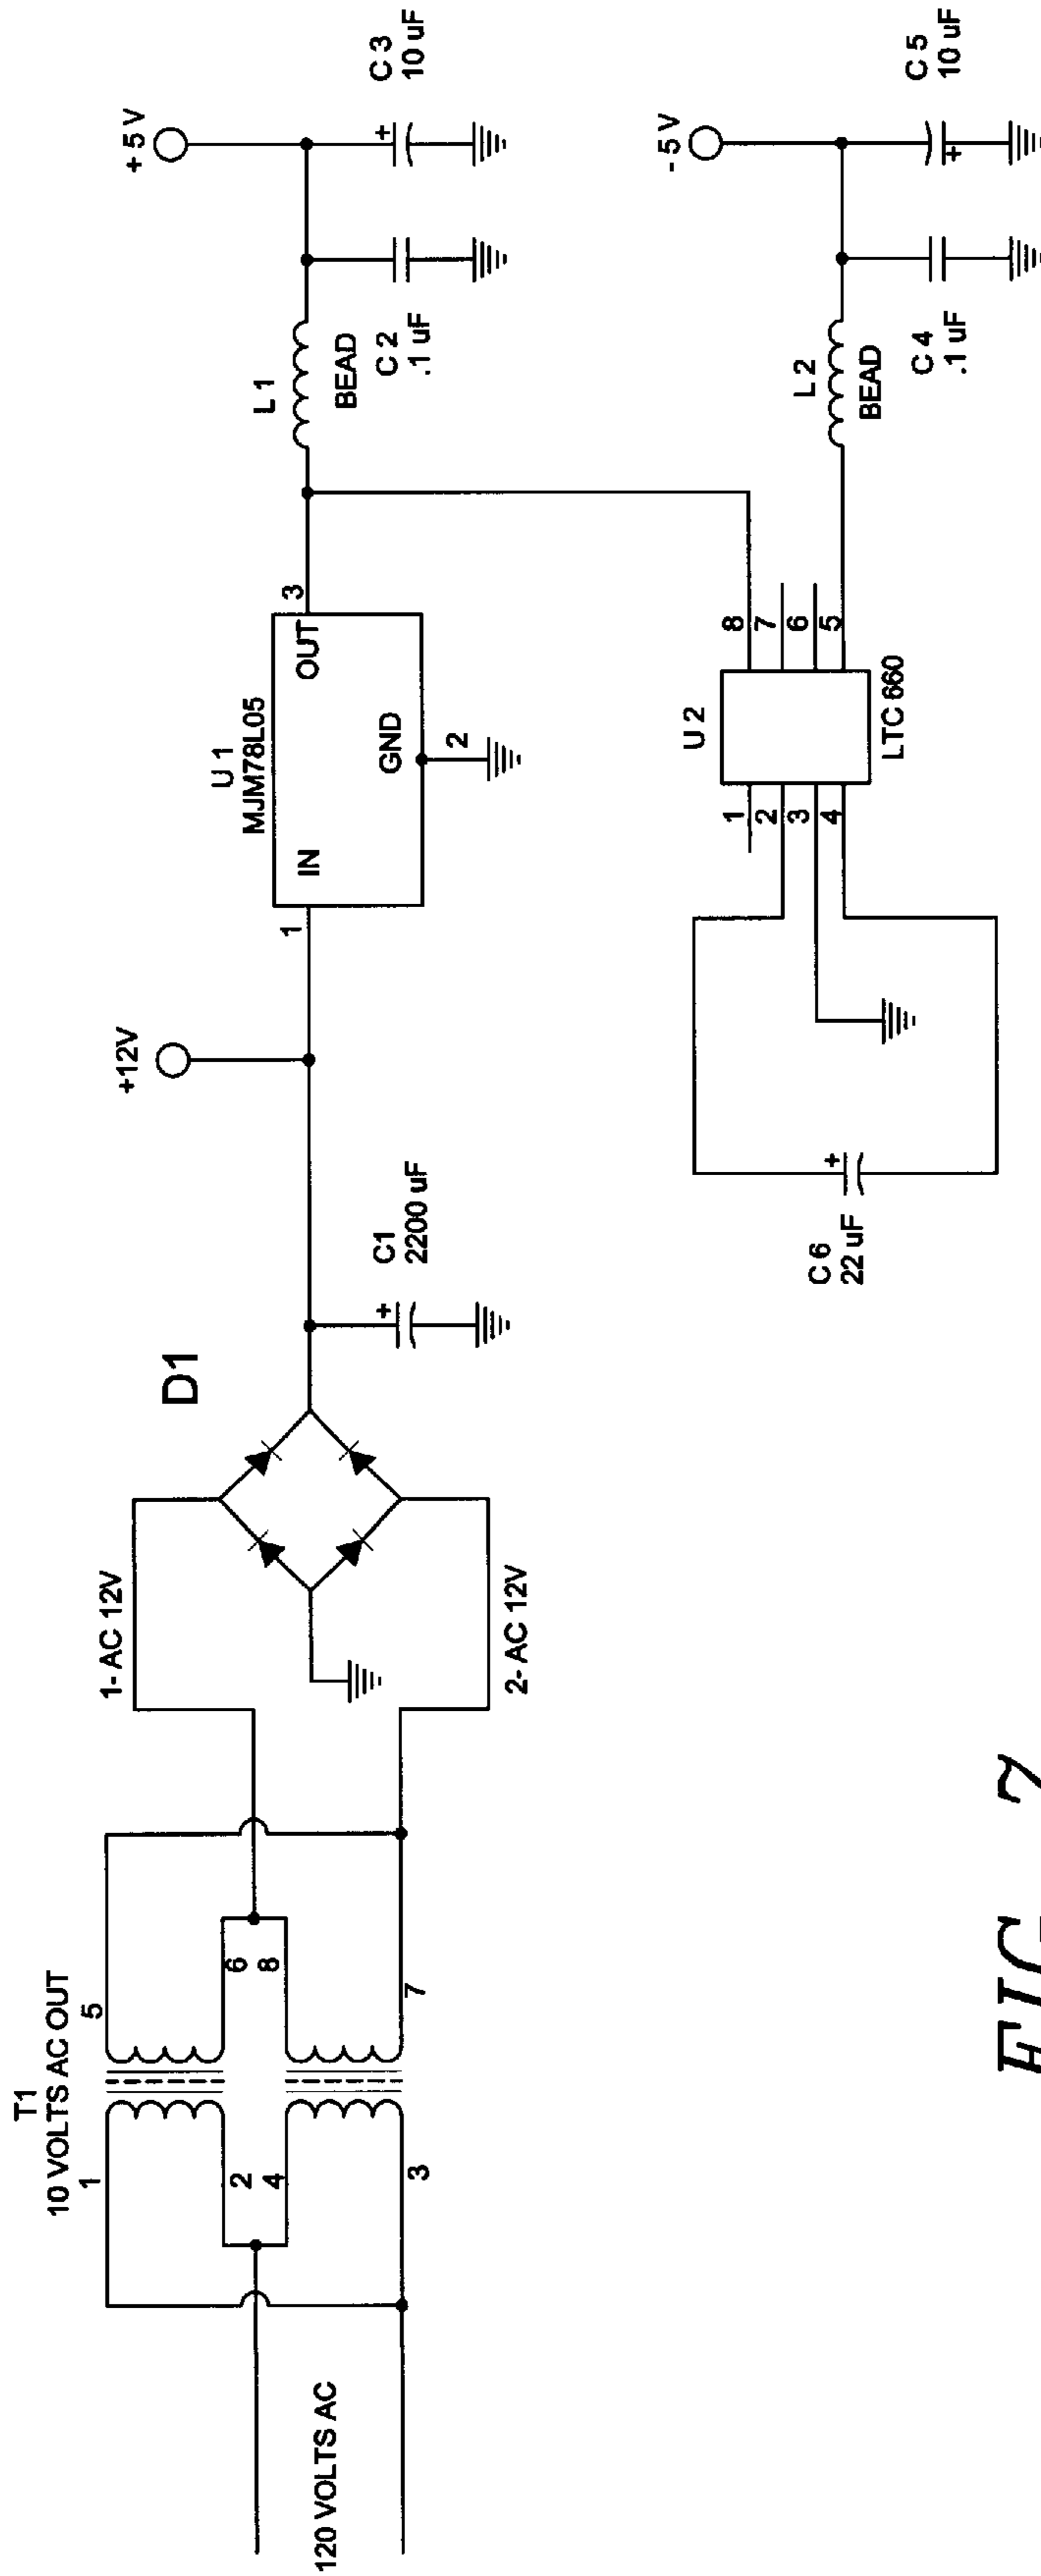 T1
10 VOLTS AC OUT
1
5
2
4
6
8
3
7
120 VOLTS AC
1- AC 12V
2- AC 12V
D1
C1
2200 uF
+12V
1
U 1
MJM78L05
IN
OUT
GND
2
3
L 1
BEAD
C 2
.1 uF
+ 5 V
C 3
10 uF
+
+
C 6
22 uF
+
U 2
1
2
3
4
8
7
6
5
LTC 660
L 2
BEAD
C 4
.1 uF
- 5 V
C 5
10 uF
+
FIG. 7